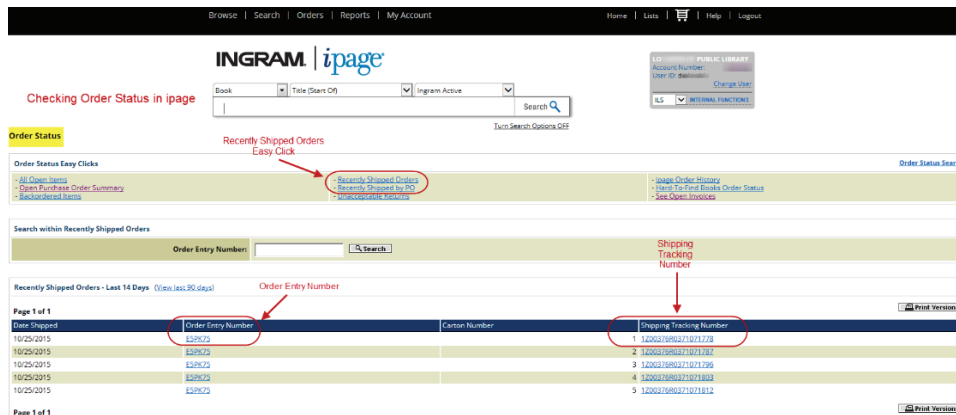 Browse | Search | Orders | Reports | My Account
Home | Lists | | Help | Logout
INGRAM | ipage
LO PUBLIC LIBRARY
Account Number:
User ID:
Change User
ILS INTERNAL FUNCTIONS
Checking Order Status in ipage
Book Title (Start Of) Ingram Active
Search
Turn Search Options OFF
Order Status
Recently Shipped Orders
Easy Click
Order Status Easy Clicks
Order Status Sear
- All Open Items
- Open Purchase Order Summary
- Backordered Items
- Recently Shipped Orders
- Recently Shipped by PO
- Unacceptable Returns
- ipage Order History
- Hard-To-Find Books Order Status
- See Open Invoices
Search within Recently Shipped Orders
Order Entry Number: Search
Shipping
Tracking
Number
Recently Shipped Orders - Last 14 Days (View last 90 days)
Order Entry Number
Page 1 of 1
Print Version
Date Shipped Order Entry Number Carton Number Shipping Tracking Number
10/25/2015 E5PK75 1 1Z00376R0371071778
10/25/2015 E5PK75 2 1Z00376R0371071787
10/25/2015 E5PK75 3 1Z00376R0371071796
10/25/2015 E5PK75 4 1Z00376R0371071803
10/25/2015 E5PK75 5 1Z00376R0371071812
Page 1 of 1
Print Version